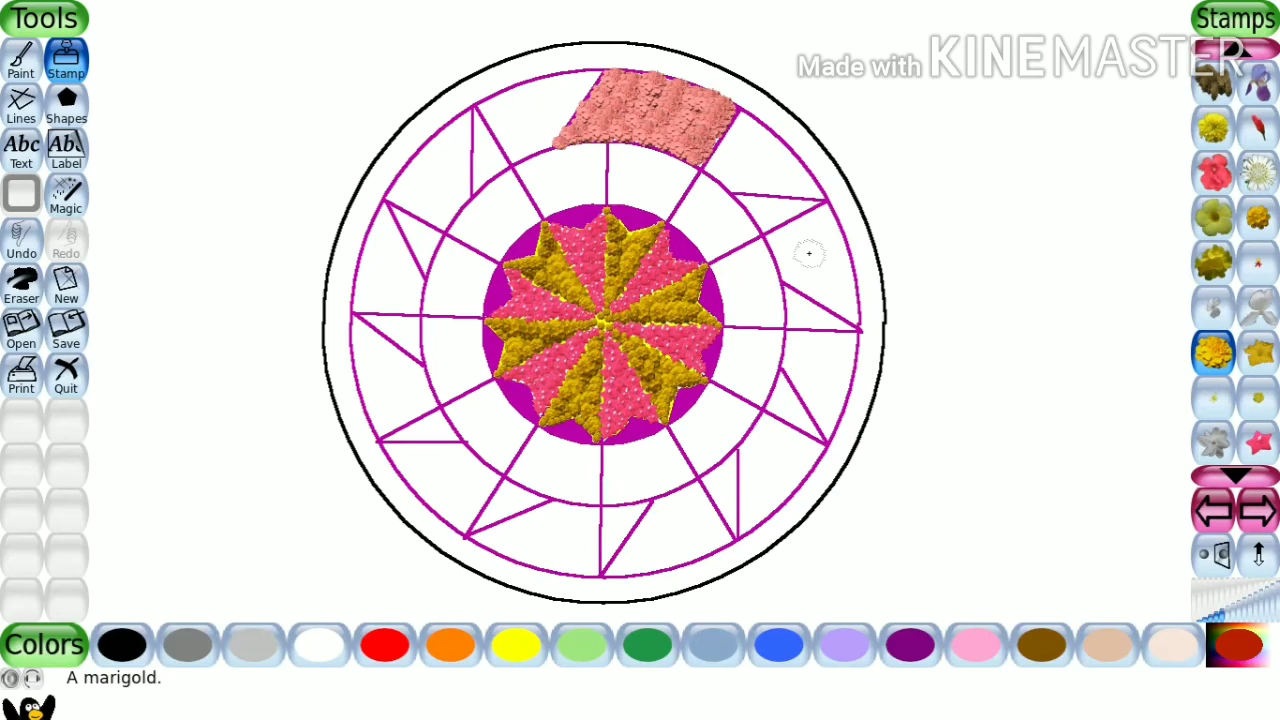 Tools
Stamps
Made with KINEMASTER
Paint
Stamp
Lines
Shapes
Abc
Abc
Text
Label
Magic
Undo
Redo
Eraser
New
Open
Save
Print
Quit
Colors
A marigold.